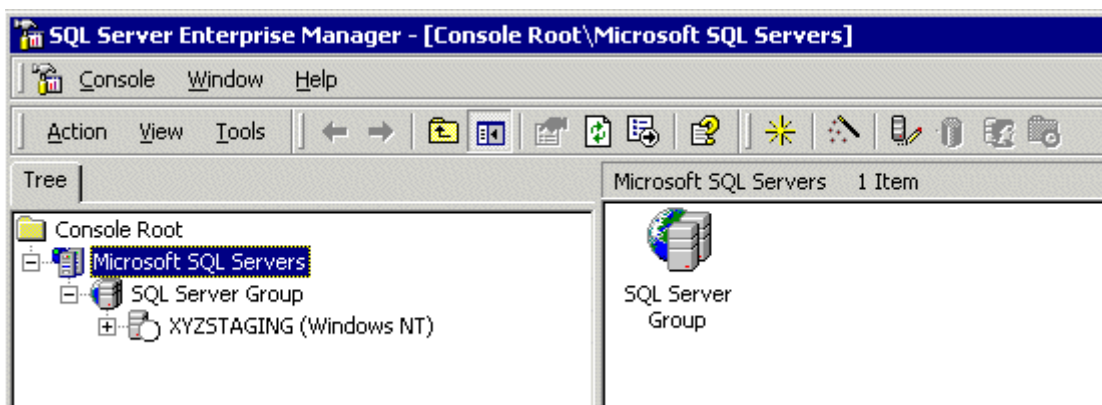 SQL Server Enterprise Manager - [Console Root\Microsoft SQL Servers]
Console Window Help
Action View Tools
Tree
Microsoft SQL Servers 1 Item
Console Root
Microsoft SQL Servers
SQL Server Group
XYZSTAGING (Windows NT)
SQL Server
Group